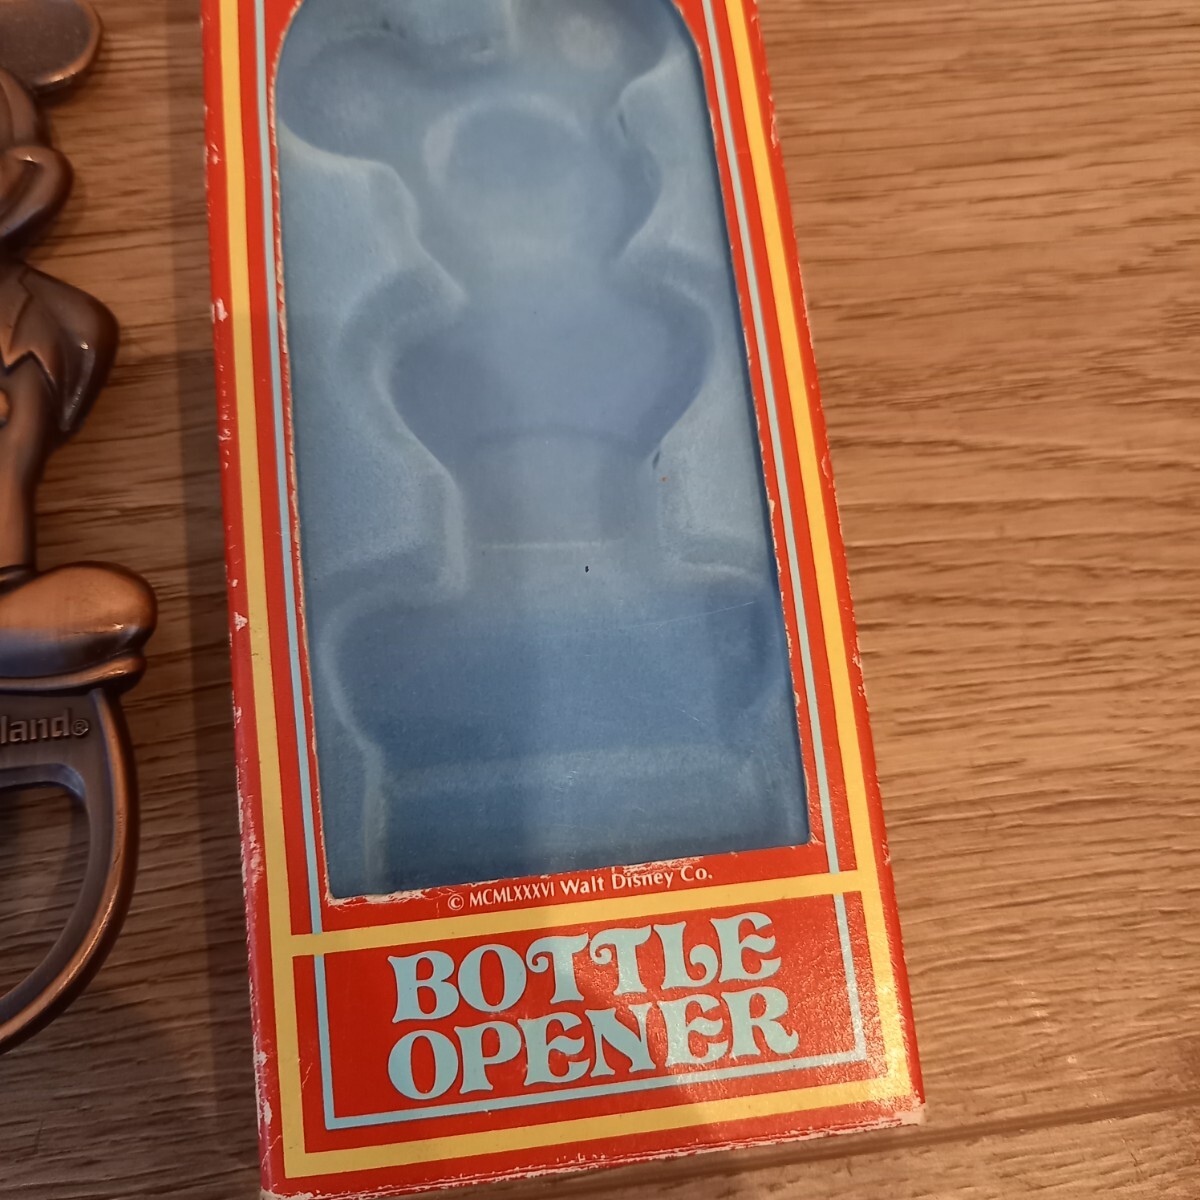 land®
© MCMLXXXVI Walt Disney Co.
BOTTLE
OPENER